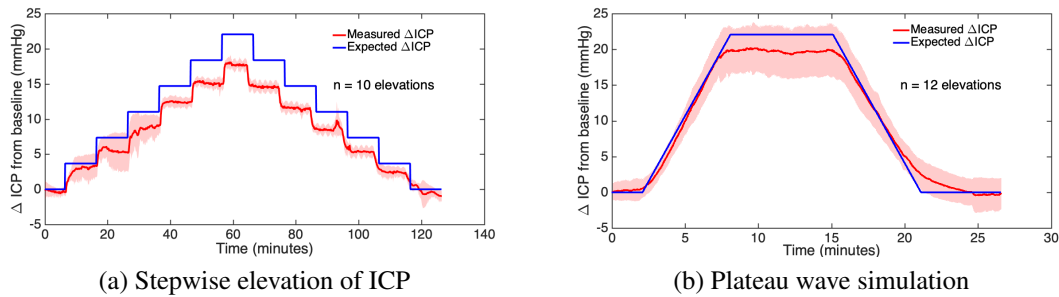 25
20
15
10
5
0
-5
Δ ICP from baseline (mmHg)
Measured ΔICP
Expected ΔICP
n = 10 elevations
0 20 40 60 80 100 120 140
Time (minutes)
(a) Stepwise elevation of ICP
25
20
15
10
5
0
-5
Δ ICP from baseline (mmHg)
Measured ΔICP
Expected ΔICP
n = 12 elevations
0 5 10 15 20 25 30
Time (minutes)
(b) Plateau wave simulation